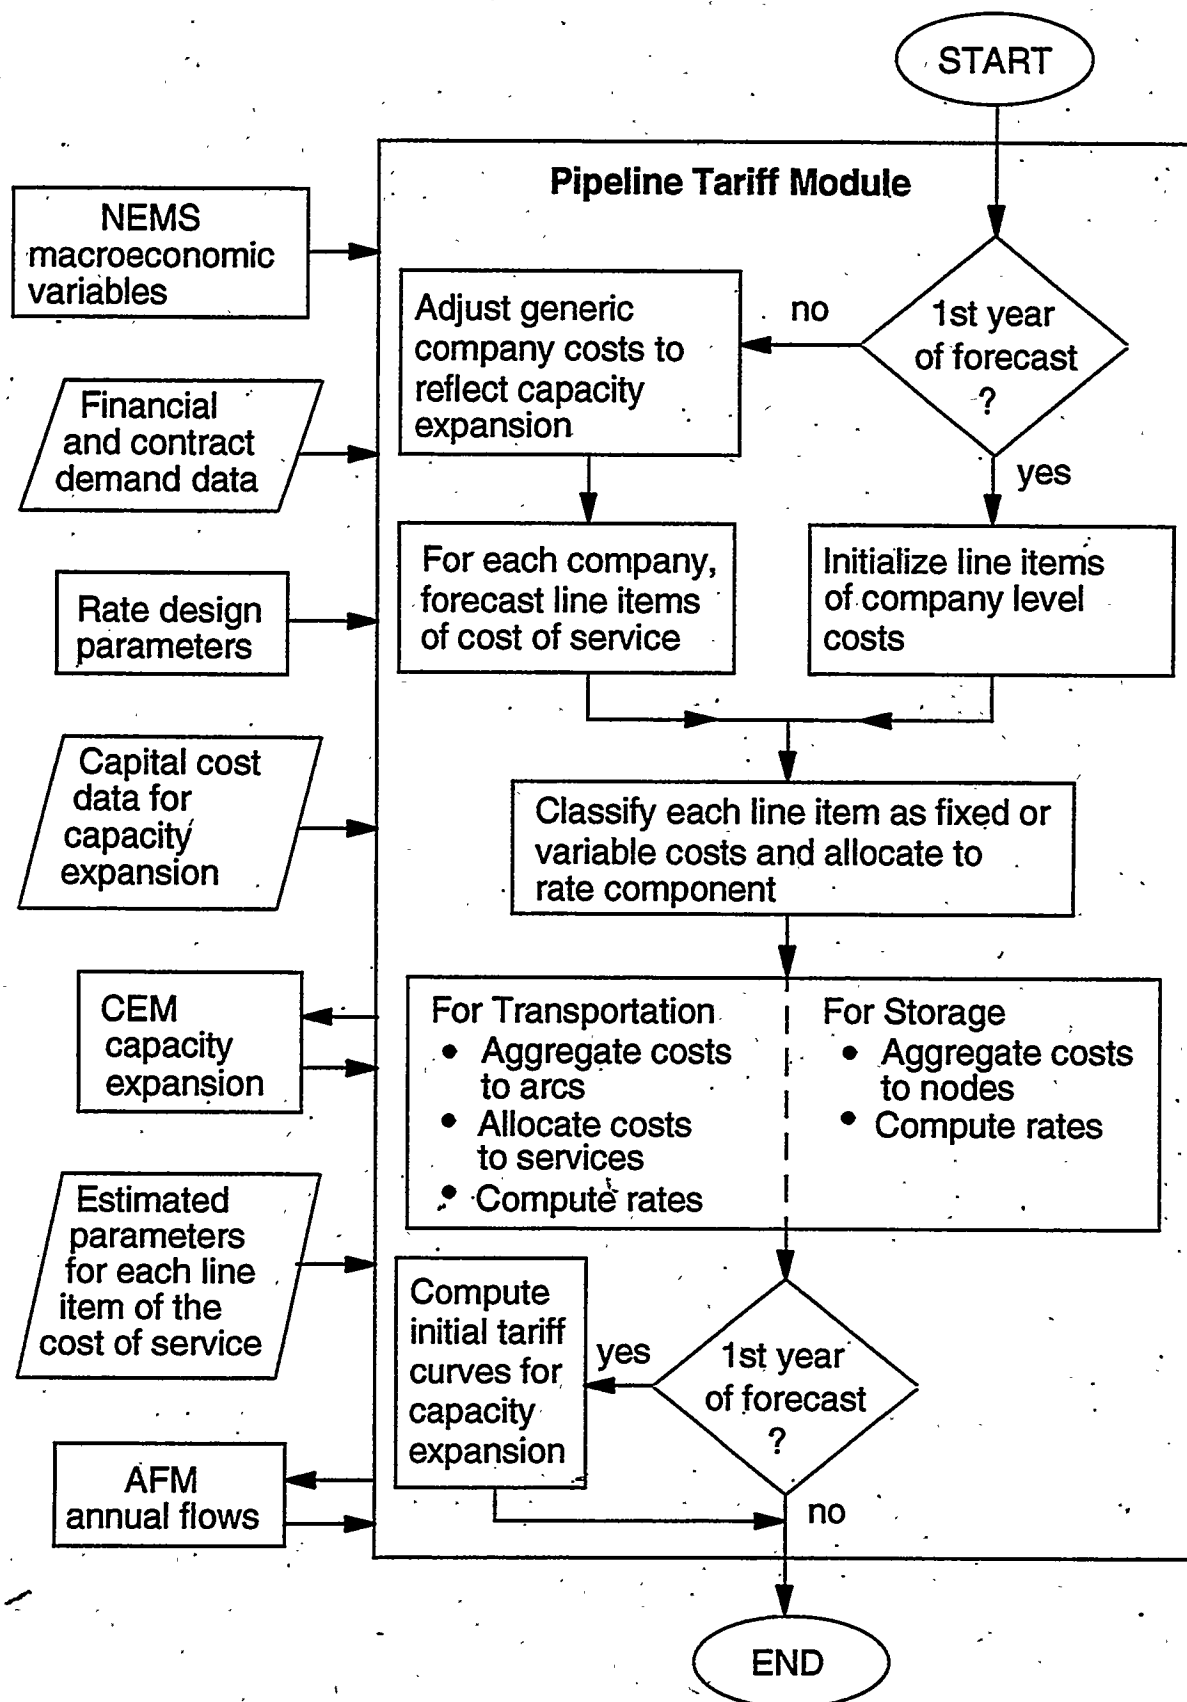 START
Pipeline Tariff Module
NEMS
macroeconomic
variables
Financial
and contract
demand data
Rate design
parameters
Capital cost
data for
capacity
expansion
CEM
capacity
expansion
Estimated
parameters
for each line
item of the
cost of service
AFM
annual flows
1st year
of forecast
?
no
yes
Adjust generic
company costs to
reflect capacity
expansion
For each company,
forecast line items
of cost of service
Initialize line items
of company level
costs
Classify each line item as fixed or
variable costs and allocate to
rate component
For Transportation
• Aggregate costs
to arcs
• Allocate costs
to services
• Compute rates
For Storage
• Aggregate costs
to nodes
• Compute rates
1st year
of forecast
?
yes
no
Compute
initial tariff
curves for
capacity
expansion
END